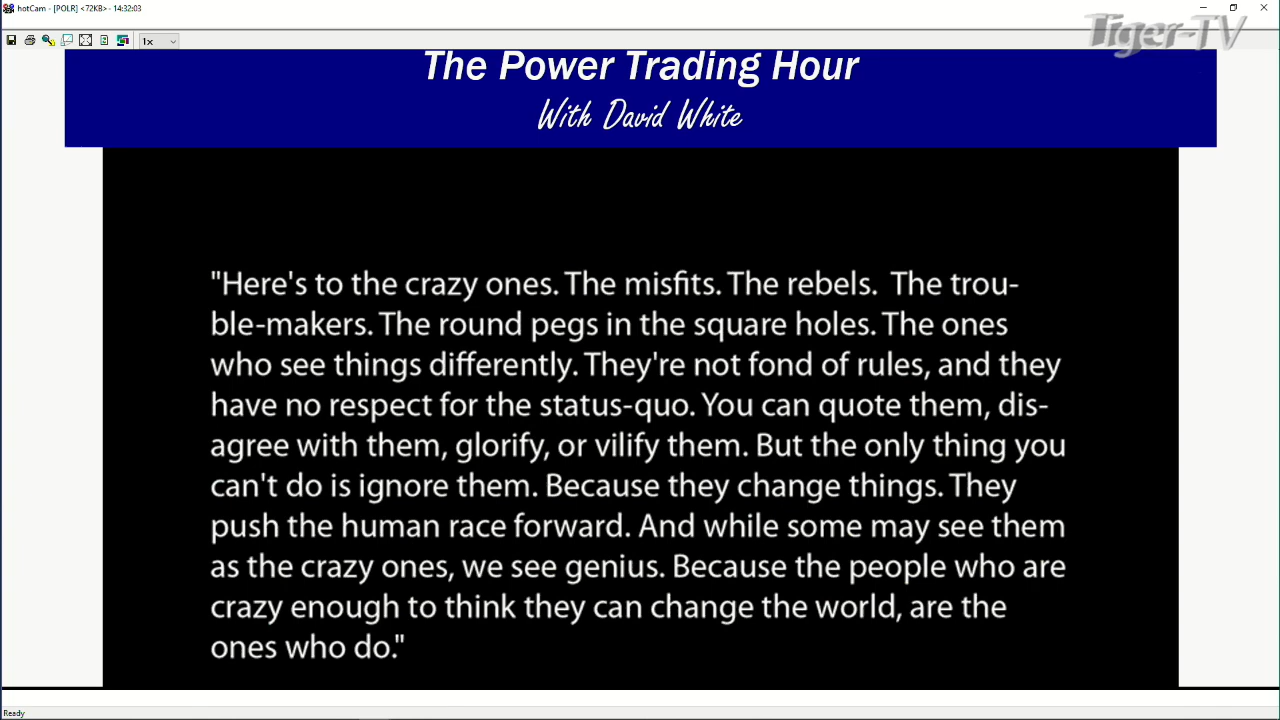 hotCam - [POLR] <72KB> - 14:32:03
Tiger-TV
1x
The Power Trading Hour
With David White
"Here's to the crazy ones. The misfits. The rebels.  The trou-
ble-makers. The round pegs in the square holes. The ones
who see things differently. They're not fond of rules, and they
have no respect for the status-quo. You can quote them, dis-
agree with them, glorify, or vilify them. But the only thing you
can't do is ignore them. Because they change things. They
push the human race forward. And while some may see them
as the crazy ones, we see genius. Because the people who are
crazy enough to think they can change the world, are the
ones who do."
Ready